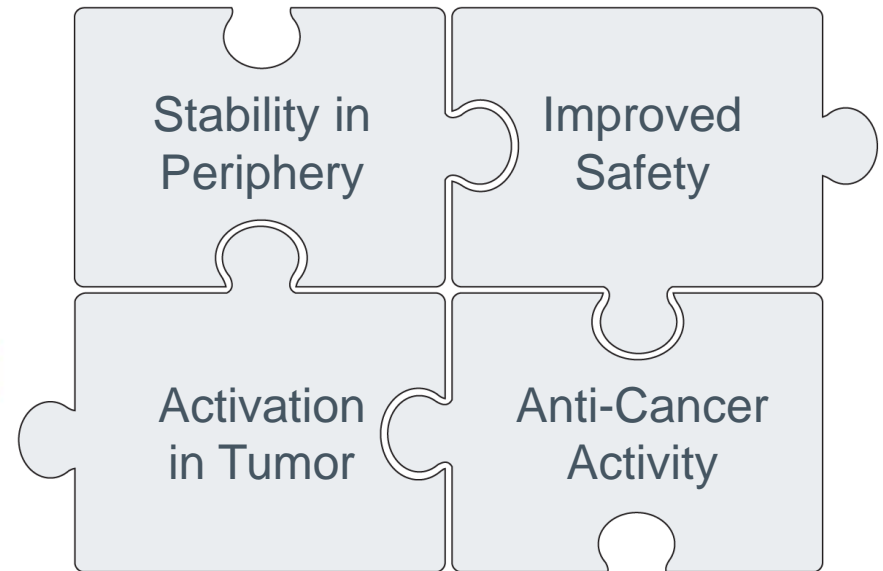 Stability in
Periphery
Improved
Safety
Activation
in Tumor
Anti-Cancer
Activity